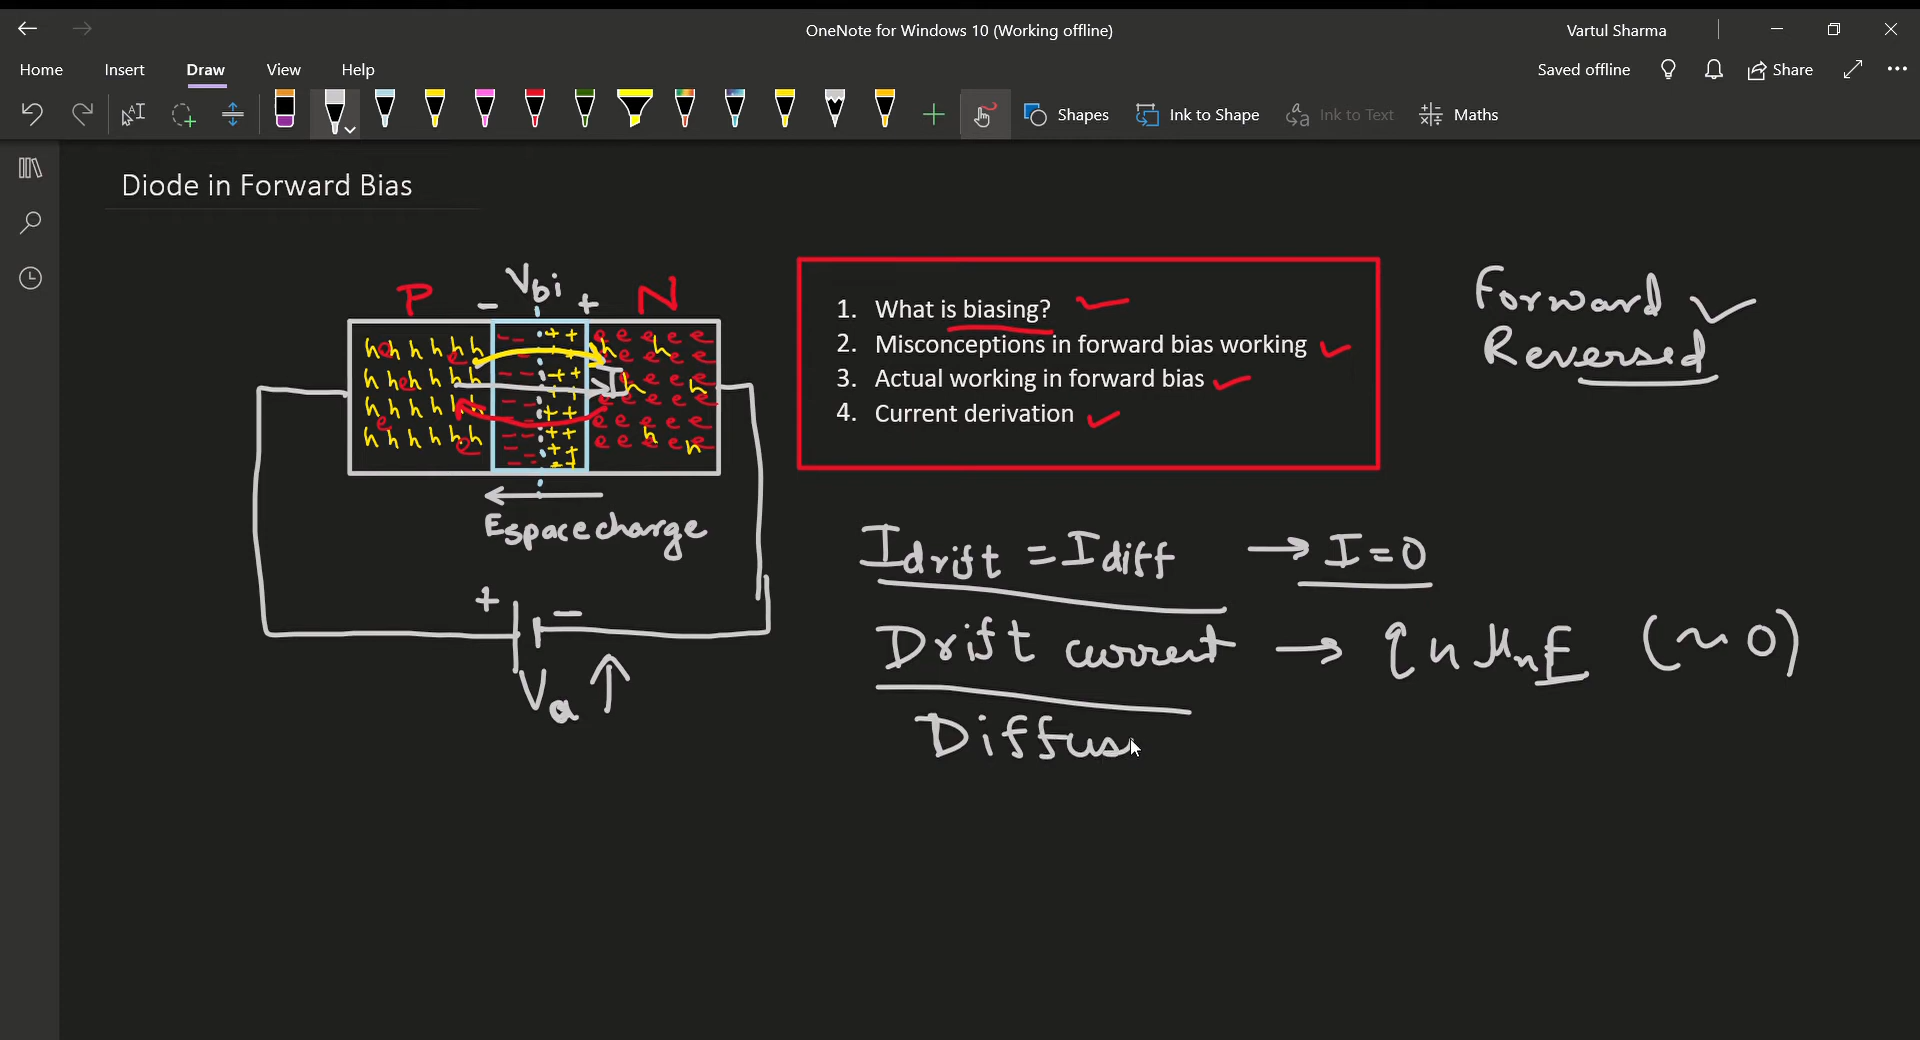 OneNote for Windows 10 (Working offline)
Vartul Sharma
Home Insert Draw View Help
Saved offline Share
Shapes Ink to Shape Ink to Text Maths
Diode in Forward Bias
P - Vbi + N
h h h h h
e e e e e
Espacecharge
+ -
Va ↑
1. What is biasing?
2. Misconceptions in forward bias working
3. Actual working in forward bias
4. Current derivation
Forward
Reversed
Idrift = Idiff → I = 0
Drift current → q n μn E (~ 0)
Diffus